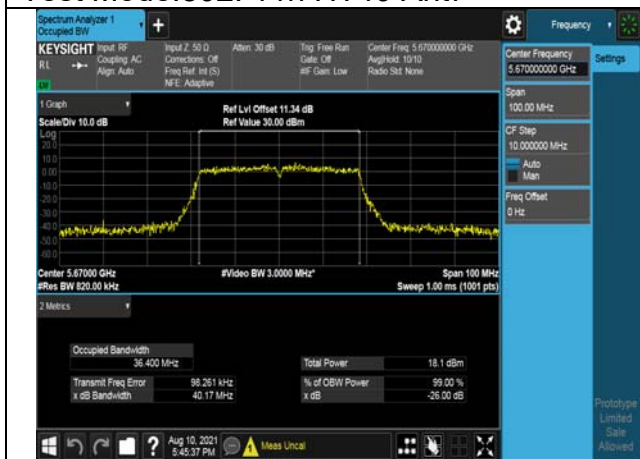 Spectrum Analyzer 1
Occupied BW
+
Frequency
KEYSIGHT
RL
Input: RF
Coupling: AC
Align: Auto
Input Z: 50 Ω
Corrections: Off
Freq Ref: Int (S)
NFE: Adaptive
Atten: 30 dB
Trig: Free Run
Gate: Off
#IF Gain: Low
Center Freq: 5.670000000 GHz
Avg|Hold: 10/10
Radio Std: None
Center Frequency
5.670000000 GHz
Settings
Span
100.00 MHz
CF Step
10.000000 MHz
Auto
Man
Freq Offset
0 Hz
1 Graph
Scale/Div 10.0 dB
Ref Lvl Offset 11.34 dB
Ref Value 30.00 dBm
Log
20.0
10.0
0.00
-10.0
-20.0
-30.0
-40.0
-50.0
-60.0
Center 5.67000 GHz
#Res BW 820.00 kHz
#Video BW 3.0000 MHz*
Span 100 MHz
Sweep 1.00 ms (1001 pts)
2 Metrics
Occupied Bandwidth
36.400 MHz
Total Power
18.1 dBm
Transmit Freq Error
98.261 kHz
% of OBW Power
99.00 %
x dB Bandwidth
40.17 MHz
x dB
-26.00 dB
Prototype
Limited
Sale
Allowed
?
Aug 10, 2021
5:45:37 PM
Meas Uncal